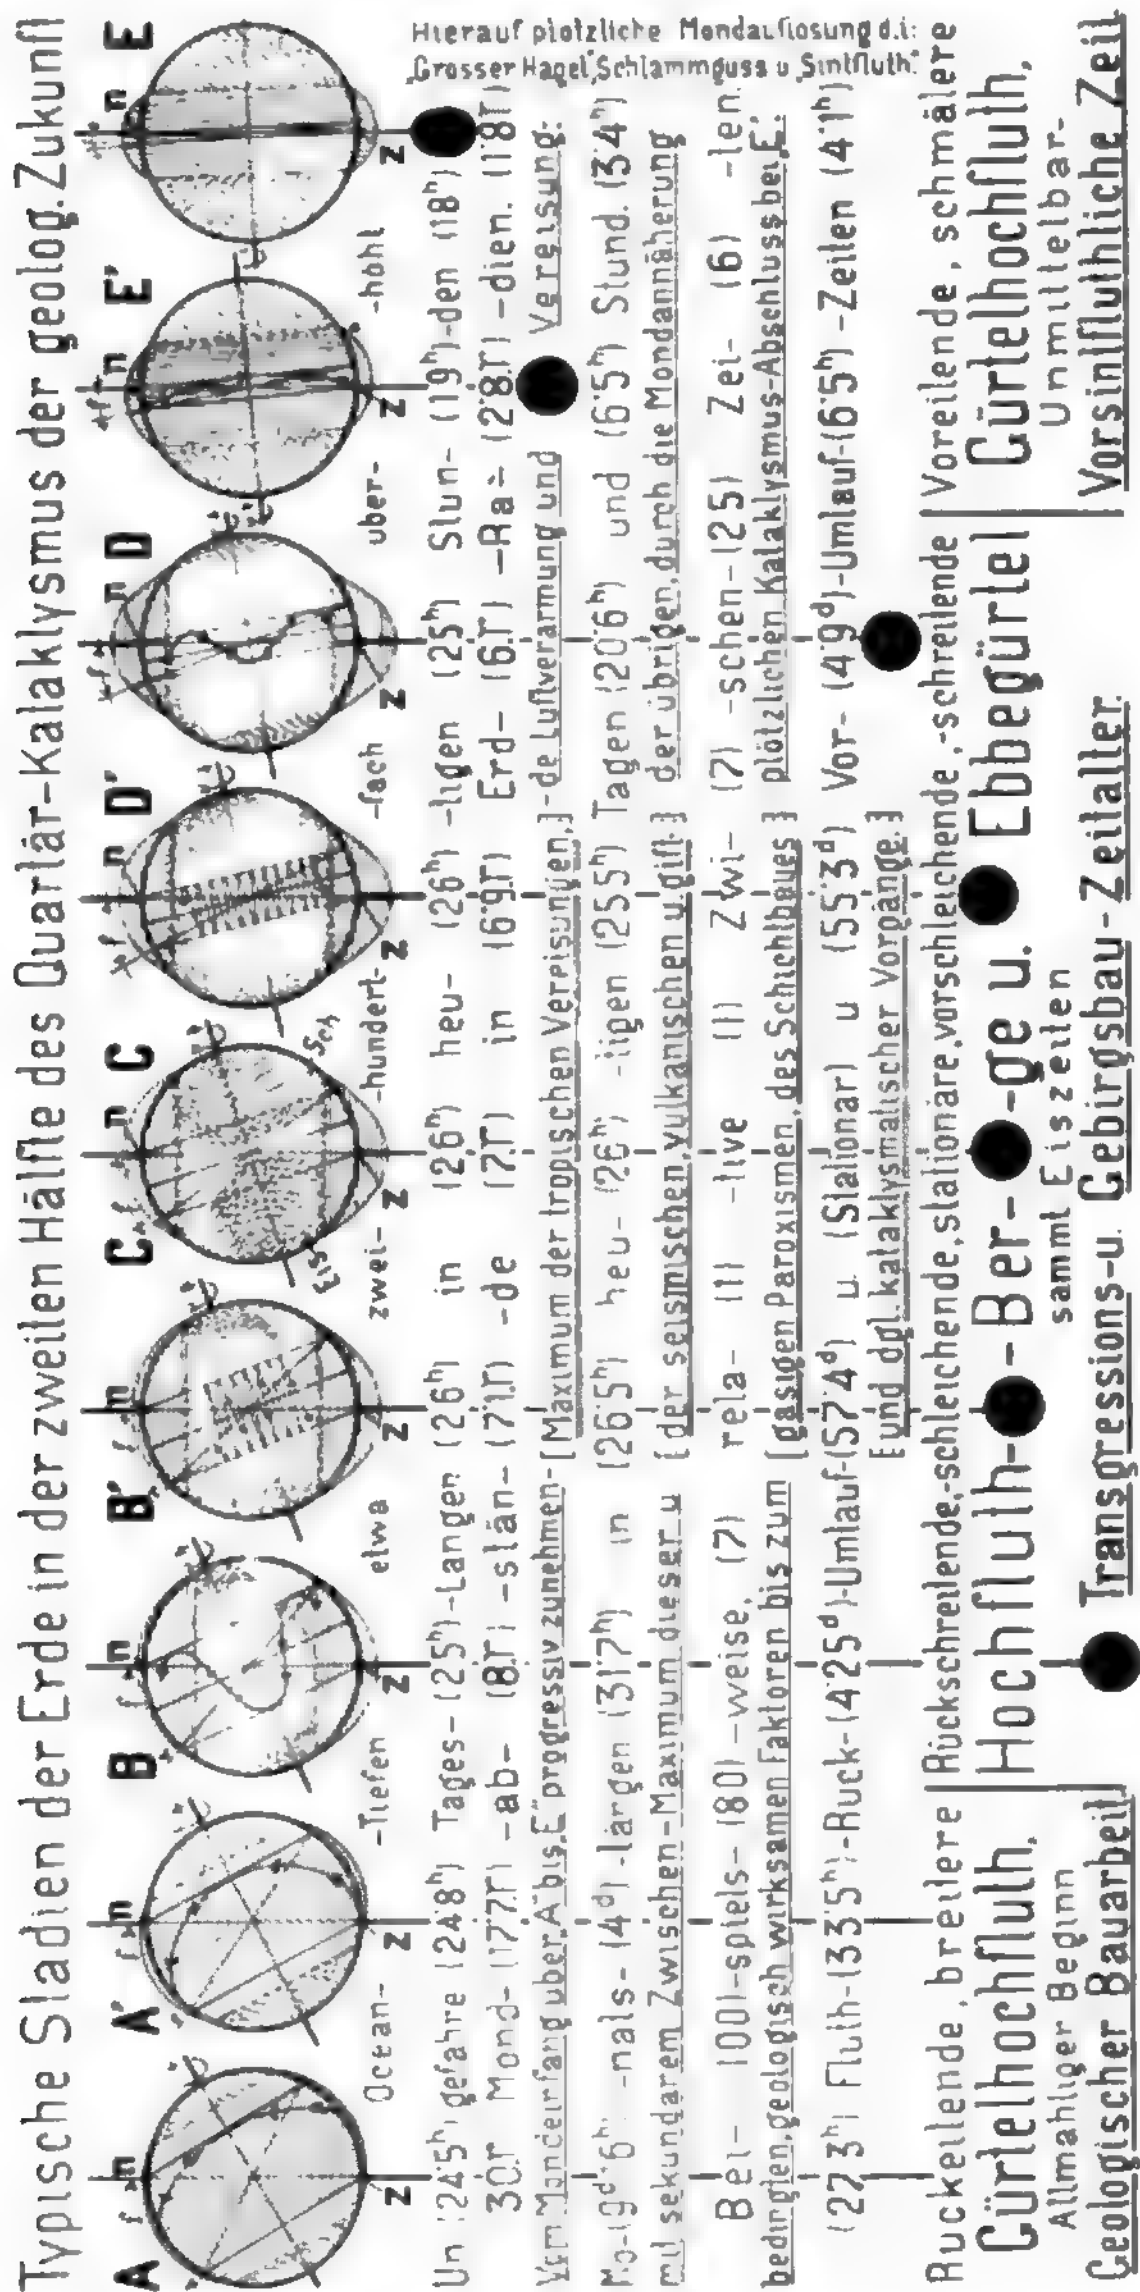 Typische Stadien der Erde in der zweiten Hälfte des Quartär-Kataklysmus der geolog. Zukunft
A A' B B' C C D' D E' E
n n n n n n n n n
Eis Sch
Z Z Z Z Z Z Z Z
Ocean- -Tiefen etwa zwei- -hundert- -fach über- -höht
Hierauf plötzliche Mondauflösung d.i:
„Grosser Hagel", Schlammguss u „Sintfluth".
Un (24'5ʰ) gefähre (24'8ʰ) Tages- (25ʰ) -Längen (26ʰ) in (26ʰ) heu- (26ʰ) -tigen (25ʰ) Stun- (19ʰ) -den (18ʰ)
30r Mond- (17'7r) -ab- (8r) -stän- (7'1r) -de (7r) in (6'9r) Erd- (6r) -Ra- (2'8r) -dien. (1'8r)
Vom Mondeinfang über „A" bis „E" progressiv zunehmen- [Maximum der tropischen Vereisungen.] -de Luftverarmung und Vereisung:
Mo- (9ᵈ 6ʰ) -nats- (4ᵈ) -längen (31'7ʰ) in (26'5ʰ) heu- (26ʰ) -tigen (25'5ʰ) Tagen (20'6ʰ) und (6'5ʰ) Stund. (3'4ʰ)
mit sekundärem Zwischen-Maximum dieser u [der seismischen, vulkanischen u. gift-] der übrigen, durch die Mondannäherung
Bei- (100) -spiels- (80) -weise, (7) rela- (1) -tive (1) Zwi- (7) -schen- (25) Zei- (6) -ten.
bedingten, geologisch wirksamen Faktoren bis zum [gasigen Paroxismen, des Schichtbaues] plötzlichen Kataklysmus-Abschluss bei „E".
(27'3ʰ) Fluth- (33'5ʰ) -Rück- (4'25ᵈ) -Umlauf- (57'4ᵈ) u (Stationär) u (55'3ᵈ) Vor- (4'9ᵈ) -Umlauf- (6'5ʰ) -Zeiten (4'1ʰ)
[und dgl. kataklysmatischer Vorgänge.]
Rückeilende, breitere
Gürtelhochfluth,
Allmähliger Beginn
Geologischer Bauarbeit
Rückschreitende, -schleichende, stationäre, vorschleichende, -schreitende
Hochfluth- - Ber- -ge u. Ebbegürtel
sammt Eiszeiten
Transgressions- u. Gebirgsbau-Zeitalter.
Voreilende, schmälere
Gürtelhochfluth,
Unmittelbar-
Vorsintfluthliche Zeit